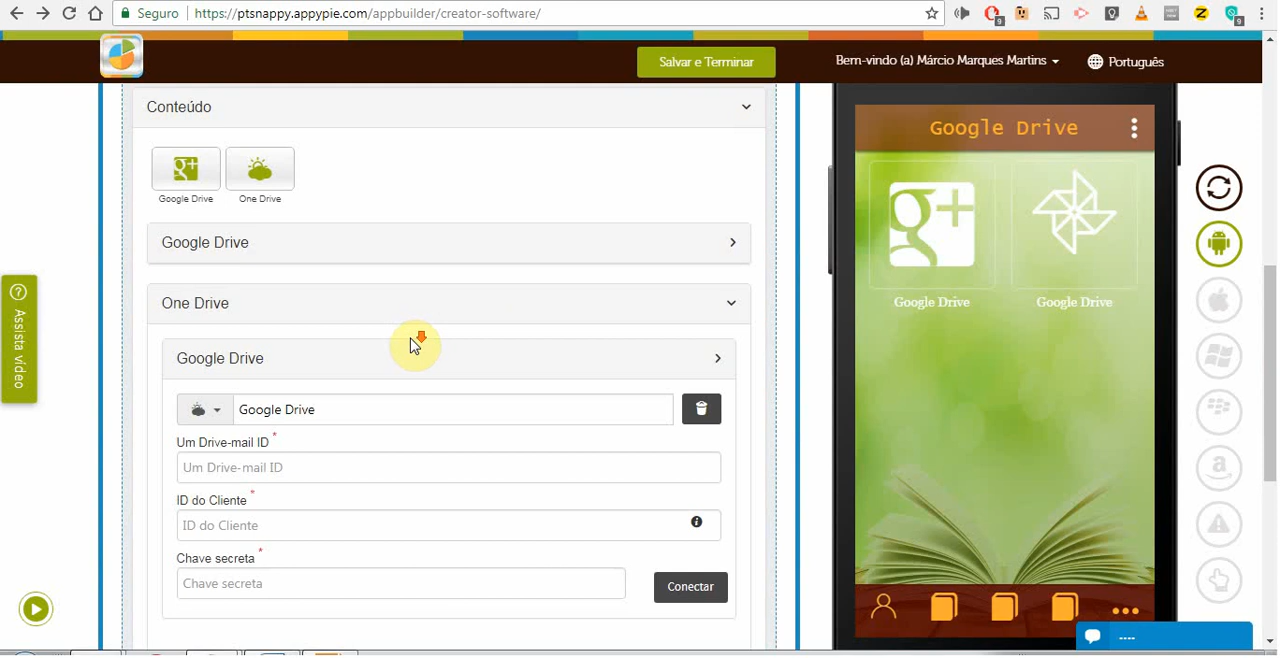 Seguro
https://ptsnappy.appypie.com/appbuilder/creator-software/
Salvar e Terminar
Bem-vindo (a) Márcio Marques Martins
Português
Conteúdo
Google Drive
One Drive
Google Drive
One Drive
Google Drive
Google Drive
Um Drive-mail ID *
Um Drive-mail ID
ID do Cliente *
ID do Cliente
Chave secreta *
Chave secreta
Conectar
Assista vídeo
Google Drive
Google Drive
Google Drive
----